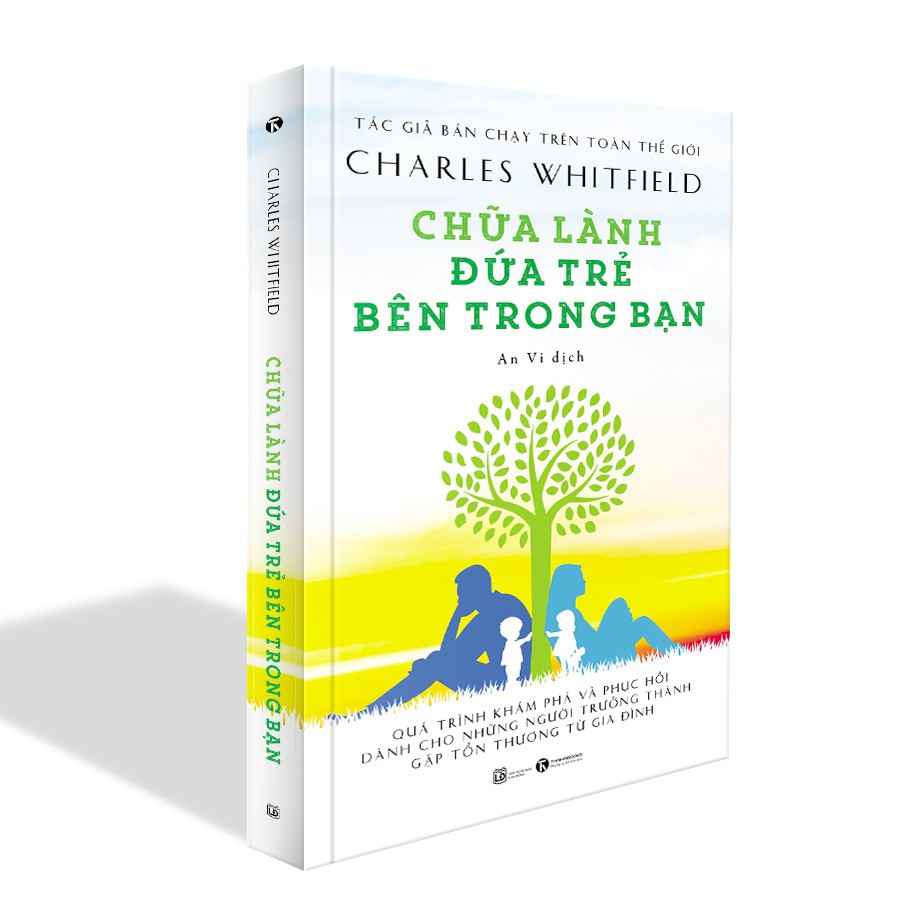 TÁC GIẢ BÁN CHẠY TRÊN TOÀN THẾ GIỚI
CHARLES WHITFIELD
CHỮA LÀNH
ĐỨA TRẺ
BÊN TRONG BẠN
An Vi dịch
QUÁ TRÌNH KHÁM PHÁ VÀ PHỤC HỒI
DÀNH CHO NHỮNG NGƯỜI TRƯỞNG THÀNH
GẶP TỔN THƯƠNG TỪ GIA ĐÌNH
CHARLES WHITFIELD
CHỮA LÀNH ĐỨA TRẺ BÊN TRONG BẠN